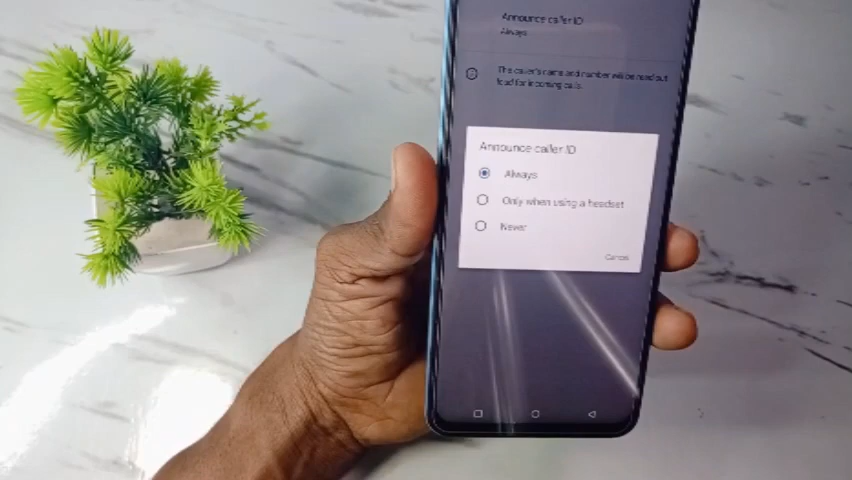 Announce caller ID
Always
The caller's name and number will be read out
loud for incoming calls.
Announce caller ID
Always
Only when using a headset
Never
Cancel